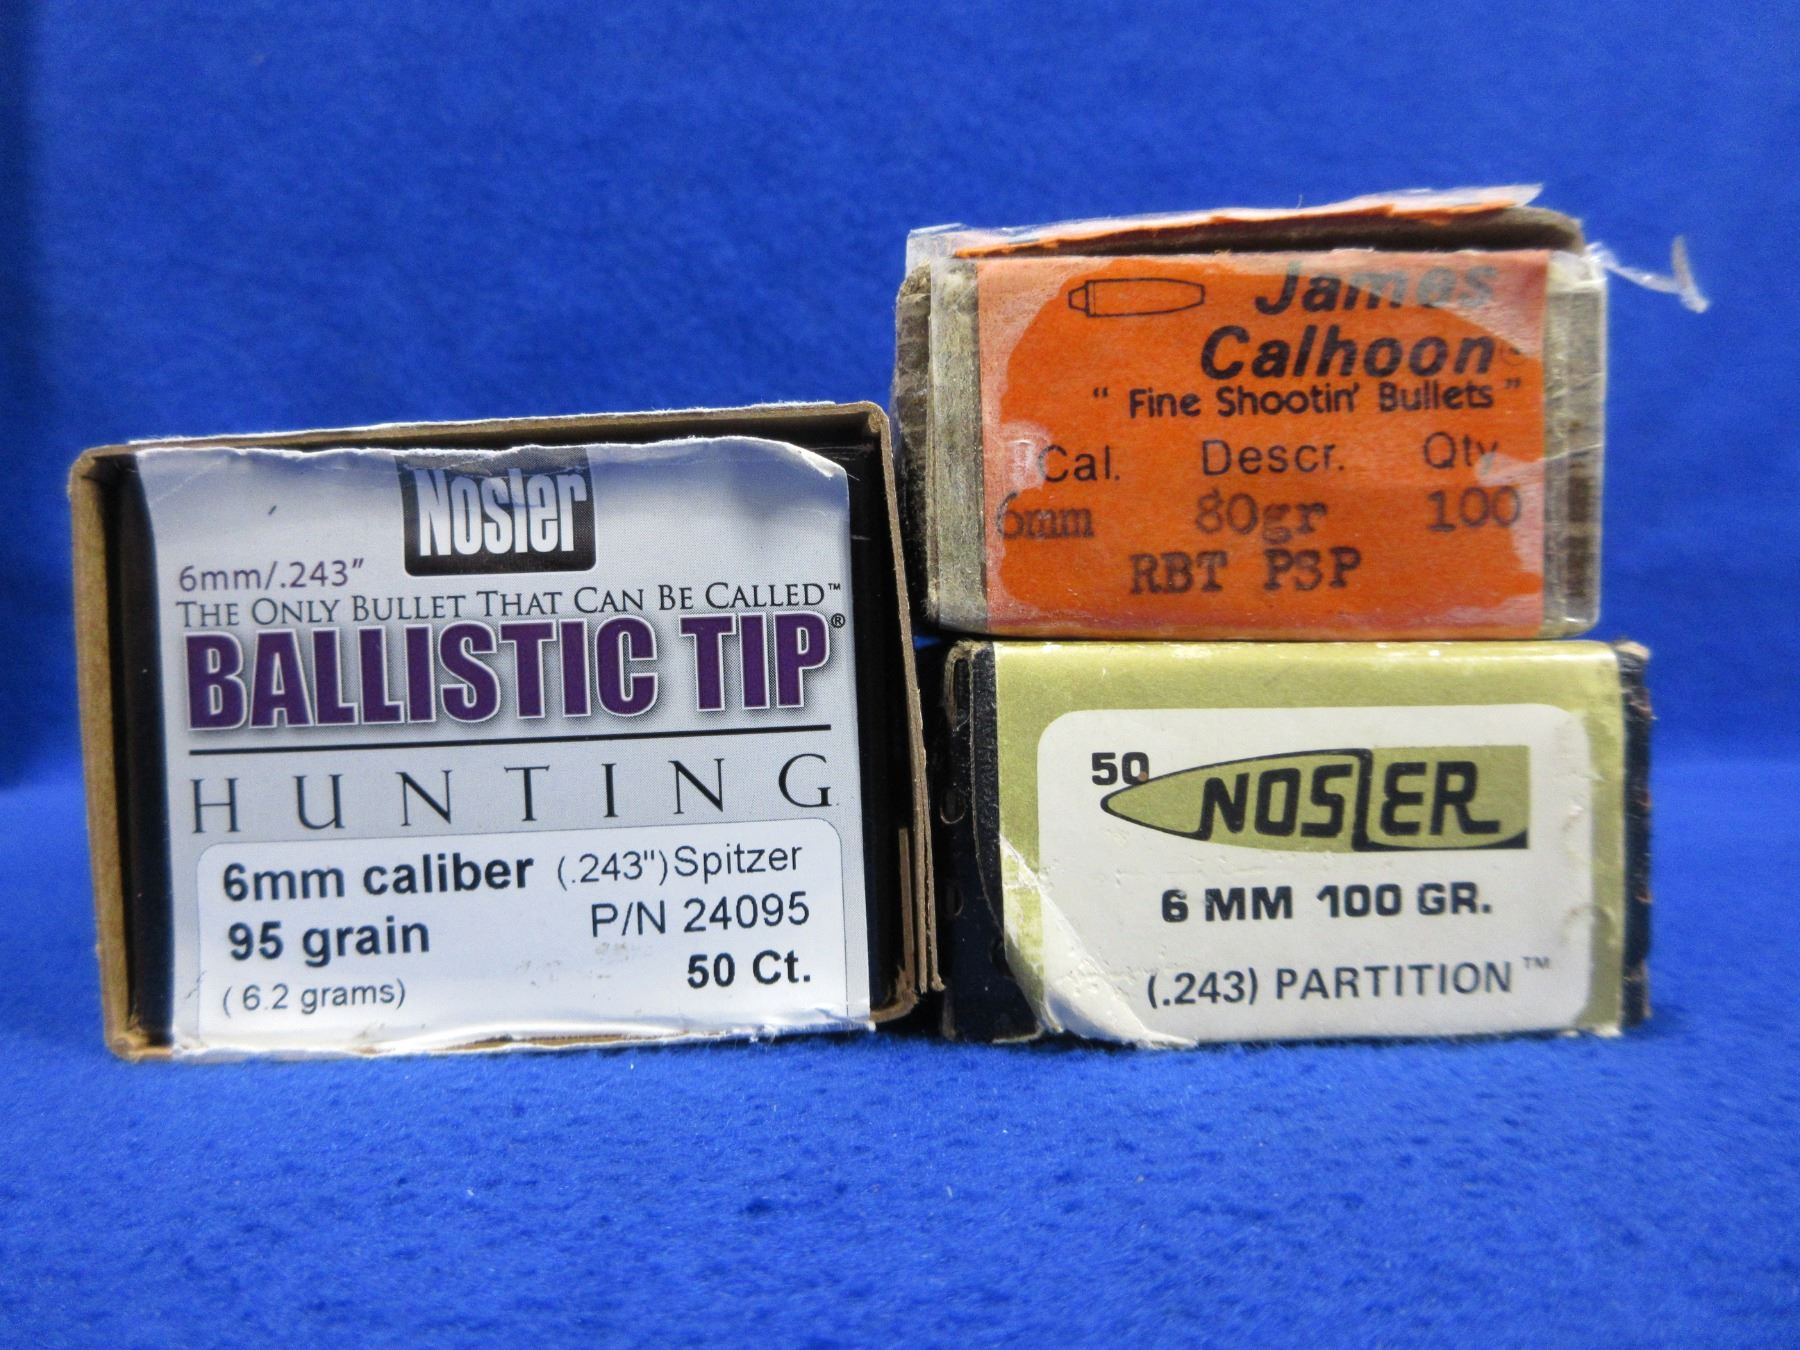 Nosler
6mm/.243"
THE ONLY BULLET THAT CAN BE CALLED™
BALLISTIC TIP®
HUNTING
6mm caliber (.243") Spitzer
95 grain P/N 24095
(6.2 grams) 50 Ct.
James
Calhoon
"Fine Shootin' Bullets"
Cal. Descr. Qty
6mm 80gr 100
RBT PSP
50 NOSLER
6 MM 100 GR.
(.243) PARTITION™